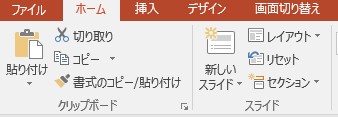 ファイル ホーム 挿入 デザイン 画面切り替え
貼り付け
切り取り
コピー
書式のコピー/貼り付け
クリップボード
新しい
スライド
レイアウト
リセット
セクション
スライド